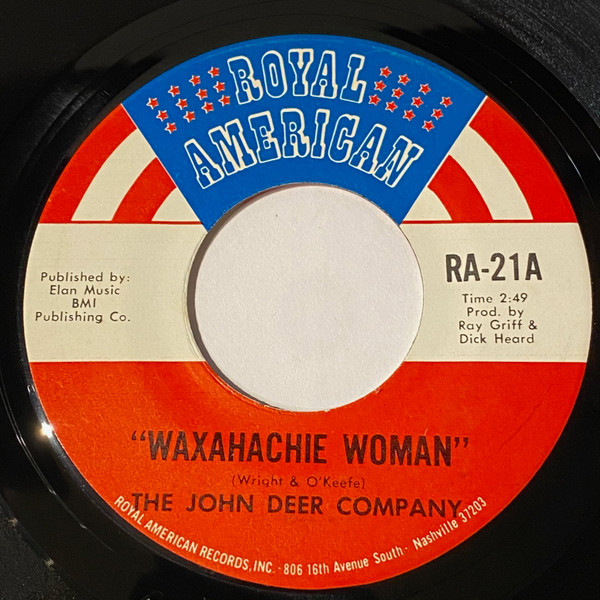 ROYAL
AMERICAN
Published by:
Elan Music
BMI
Publishing Co.
RA-21A
Time 2:49
Prod. by
Ray Griff &
Dick Heard
"WAXAHACHIE WOMAN"
(Wright & O'Keefe)
THE JOHN DEER COMPANY
ROYAL AMERICAN RECORDS, INC. - 806 16th Avenue South - Nashville 37203